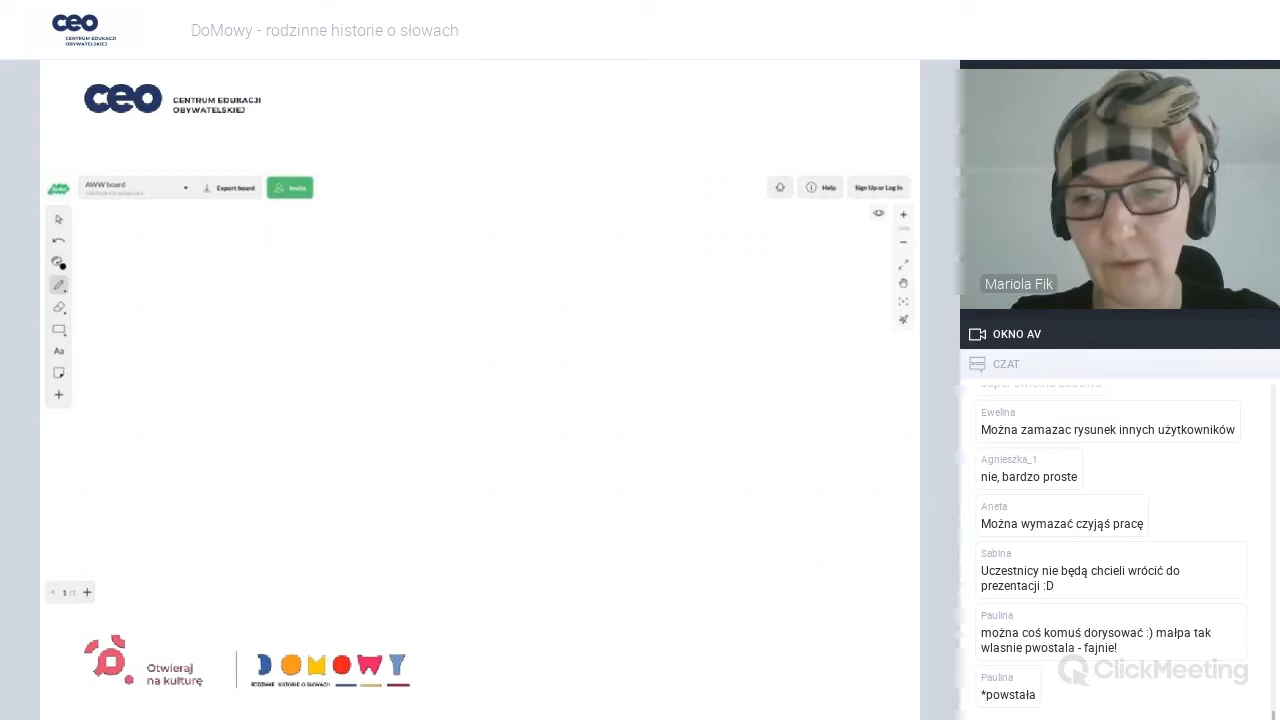 ceo
CENTRUM EDUKACJI
OBYWATELSKIEJ
DoMowy - rodzinne historie o słowach
ceo
CENTRUM EDUKACJI
OBYWATELSKIEJ
AWW board
Export board
Invite
Help
Sign Up or Log In
Aa
1 /1
Otwieraj
na kulturę
DOMOWY
RODZINNE HISTORIE O SŁOWACH
Mariola Fik
OKNO AV
CZAT
Ewelina
Można zamazac rysunek innych użytkowników
Agnieszka_1
nie, bardzo proste
Aneta
Można wymazać czyjąś pracę
Sabina
Uczestnicy nie będą chcieli wrócić do
prezentacji :D
Paulina
można coś komuś dorysować :) małpa tak
wlasnie pwostala - fajnie!
Paulina
*powstała
ClickMeeting